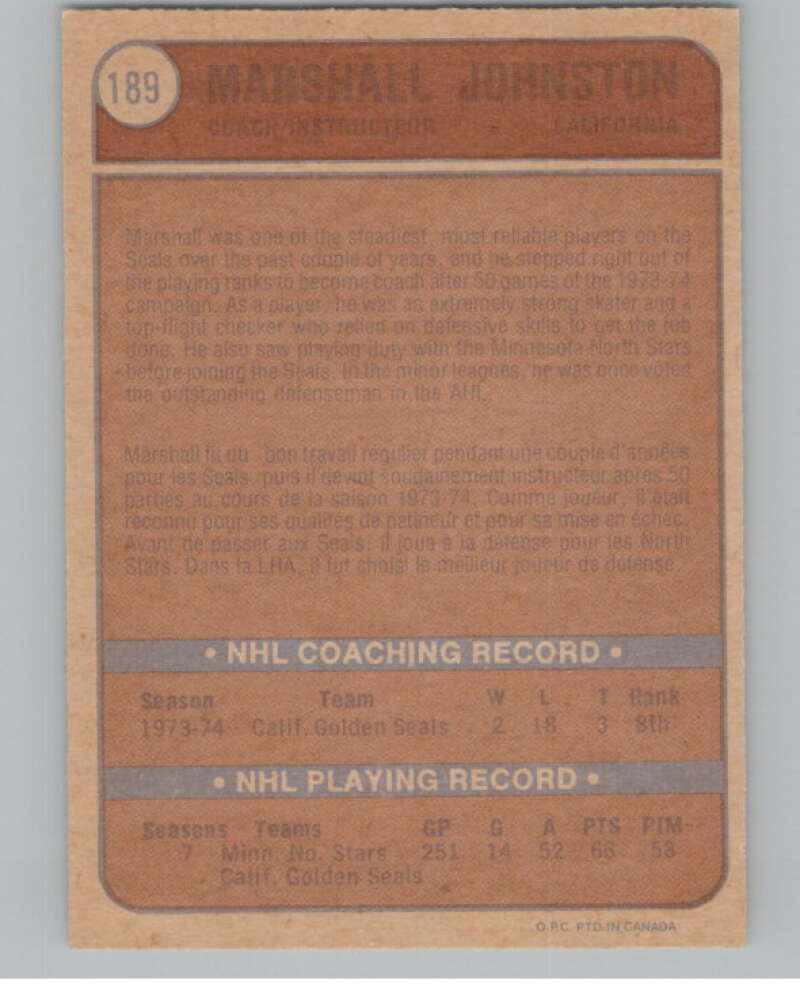 189
MARSHALL JOHNSTON
COACH/INSTRUCTEUR • CALIFORNIA
Marshall was one of the steadiest, most reliable players on the
Seals over the past couple of years, and he stepped right out of
the playing ranks to become coach after 50 games of the 1973-74
campaign. As a player, he was an extremely strong skater and a
top-flight checker who relied on defensive skills to get the job
done. He also saw playing duty with the Minnesota North Stars
before joining the Seals. In the minor leagues, he was once voted
the outstanding defenseman in the AHL.
Marshall fit du bon travail régulier pendant une couple d'années
pour les Seals, puis il devint soudainement instructeur après 50
parties au cours de la saison 1973-74. Comme joueur, il était
reconnu pour ses qualités de patineur et pour sa mise en échec.
Avant de passer aux Seals, il joua à la défense pour les North
Stars. Dans la LHA, il fut choisi le meilleur joueur de défense.
• NHL COACHING RECORD •
Season Team W L T Rank
1973-74 Calif. Golden Seals 2 18 3 8th
• NHL PLAYING RECORD •
Seasons Teams GP G A PTS PIM
7 Minn. No. Stars 251 14 52 66 58
Calif. Golden Seals
O.P.C. PTD. IN CANADA